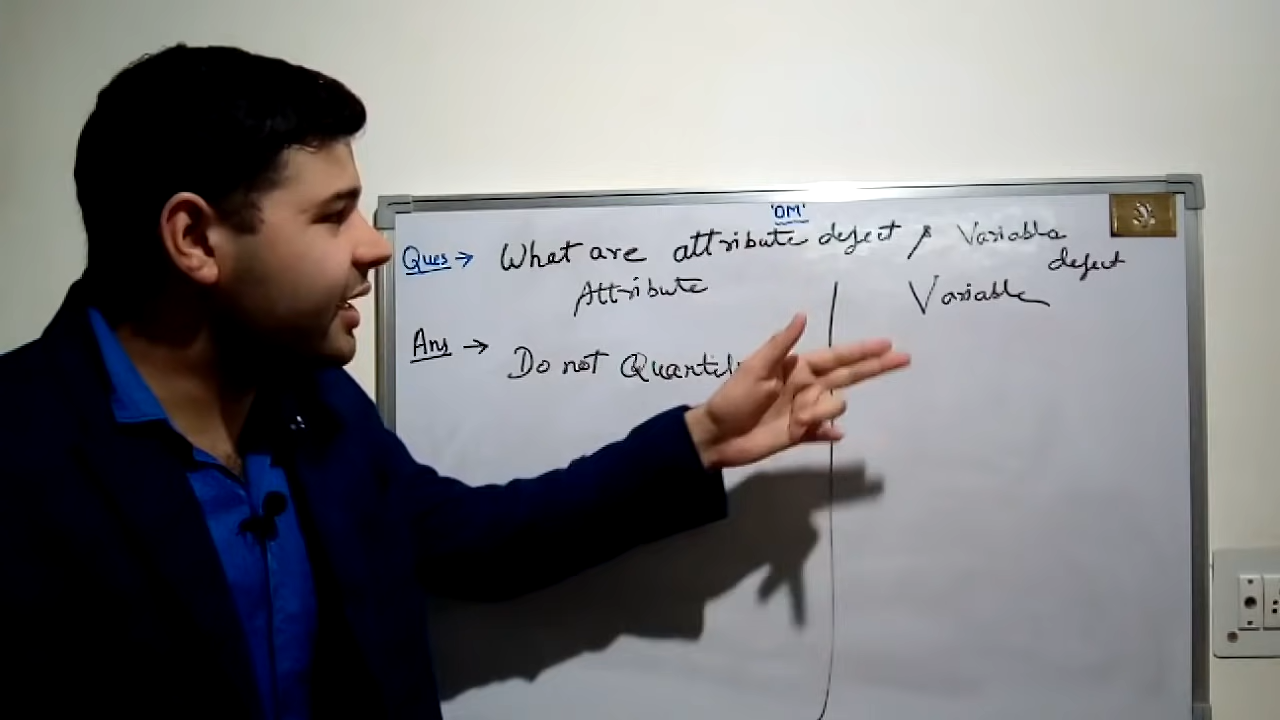 'OM'
Ques → What are attribute defect & Variable
defect
Attribute Variable
Ans → Do not